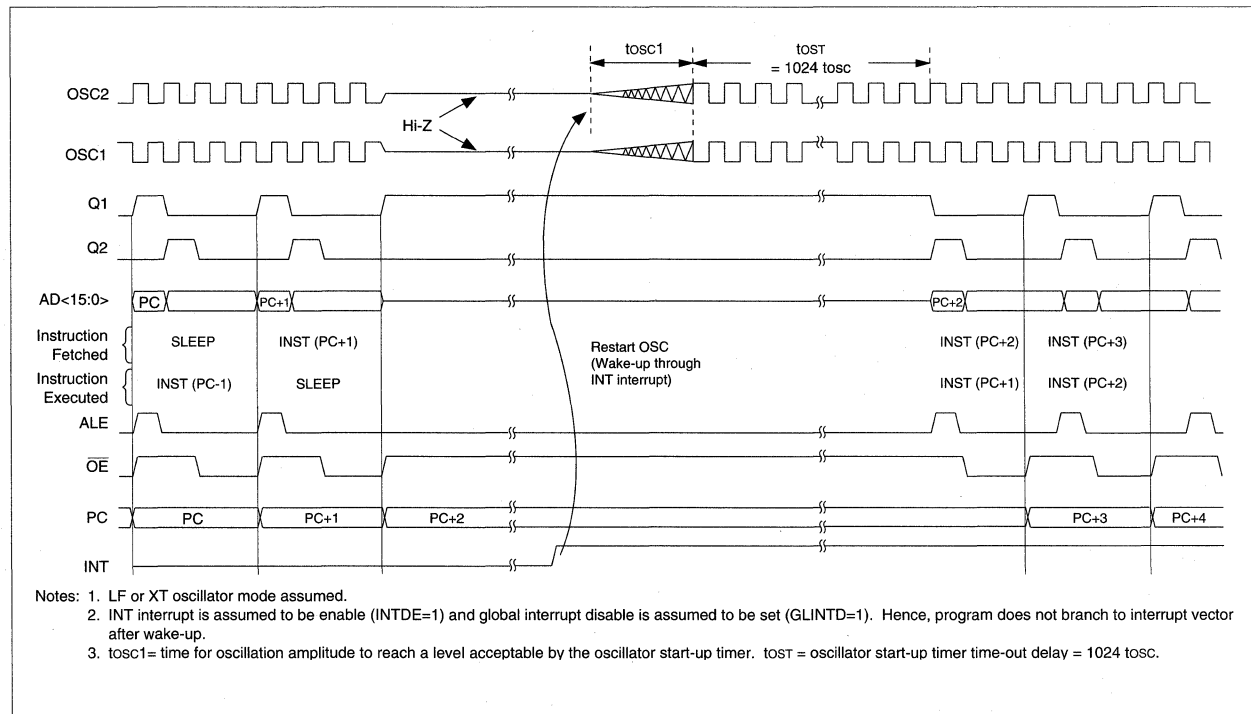 tosc1
tOST
= 1024 tosc
OSC2
Hi-Z
OSC1
Q1
Q2
AD<15:0> PC PC+1 PC+2
Instruction
Fetched
SLEEP INST (PC+1) INST (PC+2) INST (PC+3)
Restart OSC
(Wake-up through
INT interrupt)
Instruction
Executed
INST (PC-1) SLEEP INST (PC+1) INST (PC+2)
ALE
OE
PC PC PC+1 PC+2 PC+3 PC+4
INT
Notes: 1. LF or XT oscillator mode assumed.
2. INT interrupt is assumed to be enable (INTDE=1) and global interrupt disable is assumed to be set (GLINTD=1). Hence, program does not branch to interrupt vector
after wake-up.
3. tosc1= time for oscillation amplitude to reach a level acceptable by the oscillator start-up timer. tOST = oscillator start-up timer time-out delay = 1024 tosc.